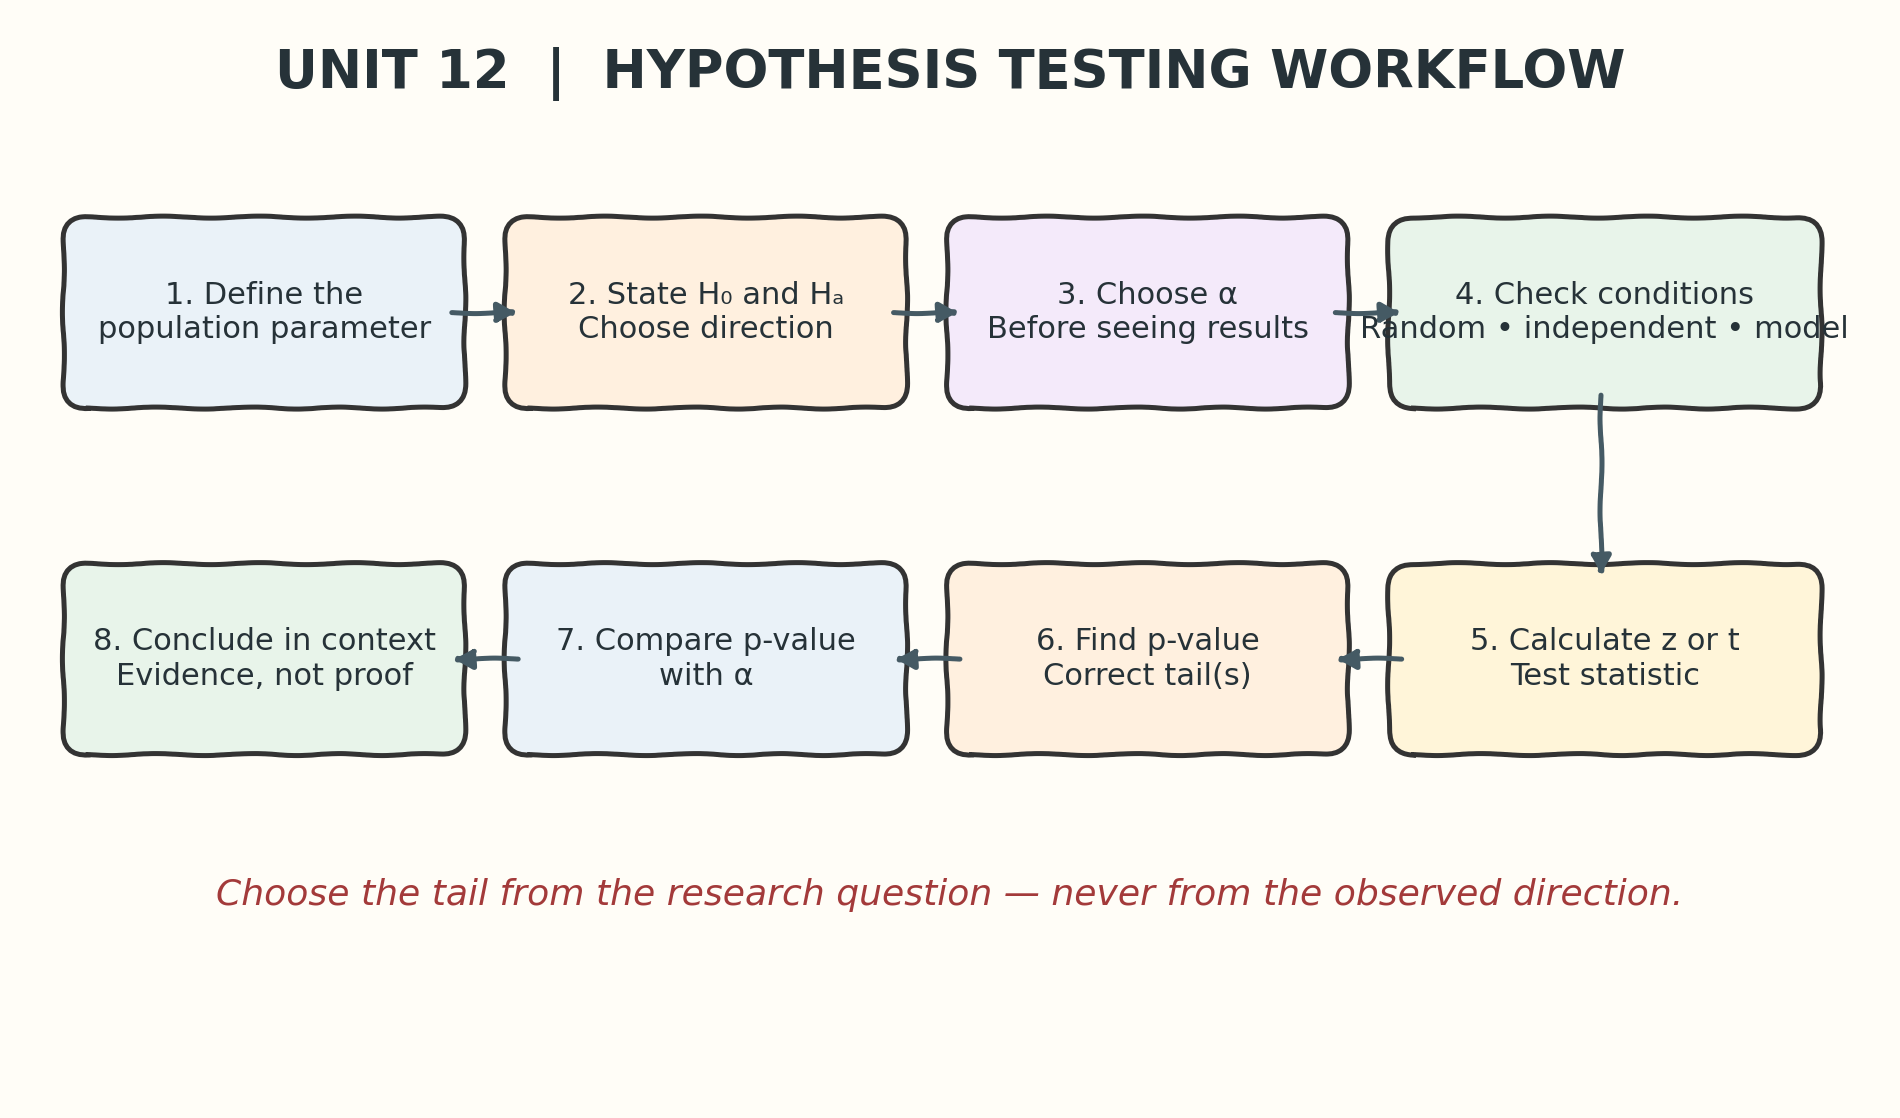 UNIT 12 | HYPOTHESIS TESTING WORKFLOW
1. Define the
population parameter
2. State H₀ and Hₐ
Choose direction
3. Choose α
Before seeing results
4. Check conditions
Random • independent • model
5. Calculate z or t
Test statistic
6. Find p-value
Correct tail(s)
7. Compare p-value
with α
8. Conclude in context
Evidence, not proof
Choose the tail from the research question — never from the observed direction.